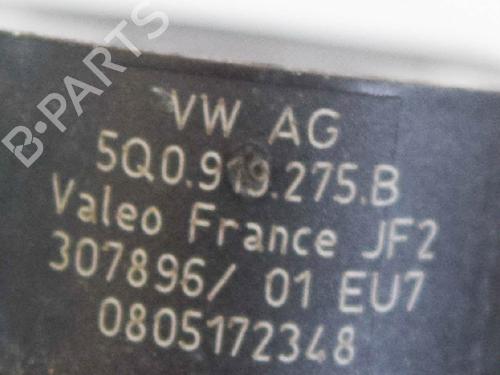 B-PARTS
VW AG
5Q0.919.275.B
Valeo France JF2
307896/ 01 EU7
0805172348